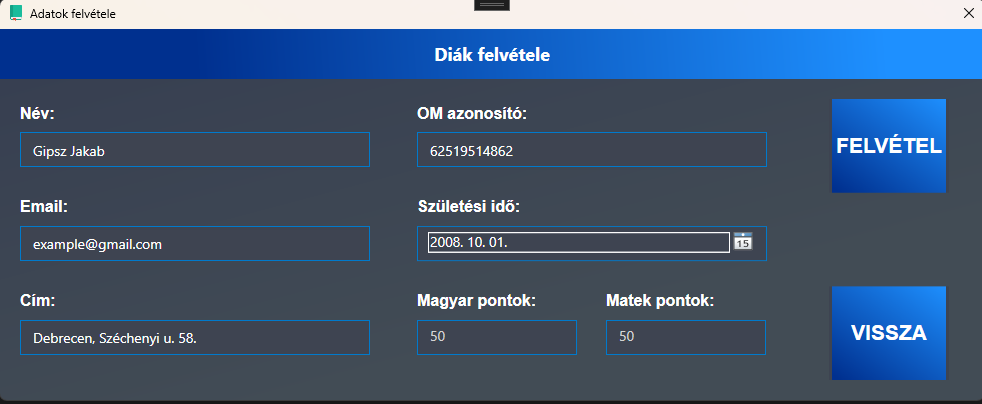 Adatok felvétele
Diák felvétele
Név:
Gipsz Jakab
OM azonosító:
62519514862
FELVÉTEL
Email:
example@gmail.com
Születési idő:
2008. 10. 01.
15
Cím:
Debrecen, Széchenyi u. 58.
Magyar pontok:
50
Matek pontok:
50
VISSZA